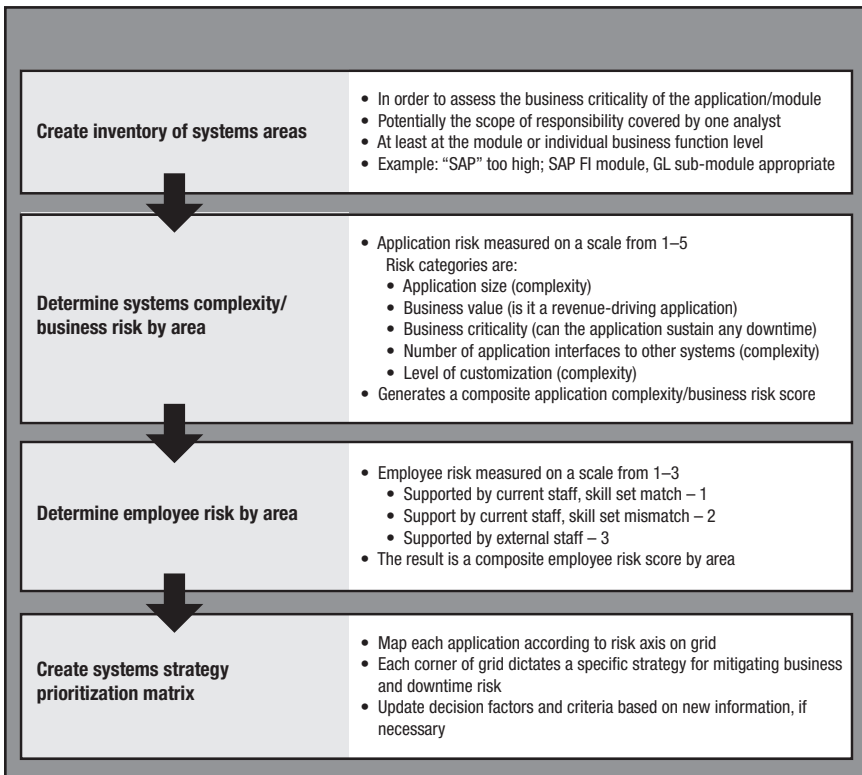 Create inventory of systems areas
• In order to assess the business criticality of the application/module
• Potentially the scope of responsibility covered by one analyst
• At least at the module or individual business function level
• Example: “SAP” too high; SAP FI module, GL sub-module appropriate
Determine systems complexity/
business risk by area
• Application risk measured on a scale from 1–5
Risk categories are:
• Application size (complexity)
• Business value (is it a revenue-driving application)
• Business criticality (can the application sustain any downtime)
• Number of application interfaces to other systems (complexity)
• Level of customization (complexity)
• Generates a composite application complexity/business risk score
Determine employee risk by area
• Employee risk measured on a scale from 1–3
• Supported by current staff, skill set match – 1
• Support by current staff, skill set mismatch – 2
• Supported by external staff – 3
• The result is a composite employee risk score by area
Create systems strategy
prioritization matrix
• Map each application according to risk axis on grid
• Each corner of grid dictates a specific strategy for mitigating business
and downtime risk
• Update decision factors and criteria based on new information, if
necessary